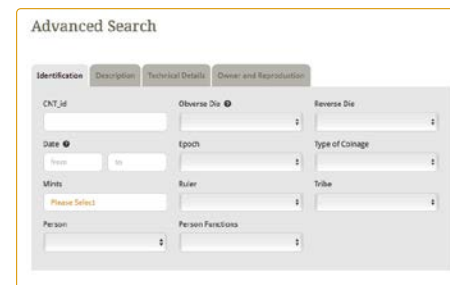 Advanced Search
Identification Description Technical Details Owner and Reproduction
CNT_id Obverse Die Reverse Die
Date Epoch Type of Coinage
from to
Mints Ruler Tribe
Please Select
Person Person Functions